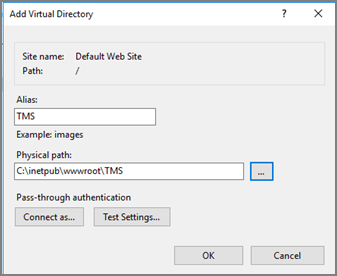 Add Virtual Directory
? ×
Site name: Default Web Site
Path: /
Alias:
TMS
Example: images
Physical path:
C:\inetpub\wwwroot\TMS
...
Pass-through authentication
Connect as... Test Settings...
OK Cancel